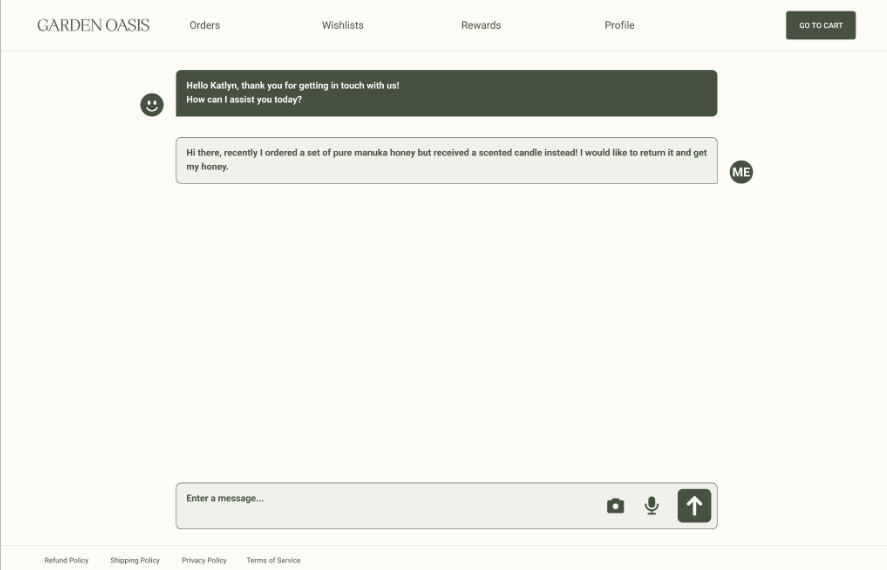 GARDEN OASIS
Orders
Wishlists
Rewards
Profile
GO TO CART
Hello Katlyn, thank you for getting in touch with us!
How can I assist you today?
Hi there, recently I ordered a set of pure manuka honey but received a scented candle instead! I would like to return it and get
my honey.
ME
Enter a message...
Refund Policy
Shipping Policy
Privacy Policy
Terms of Service